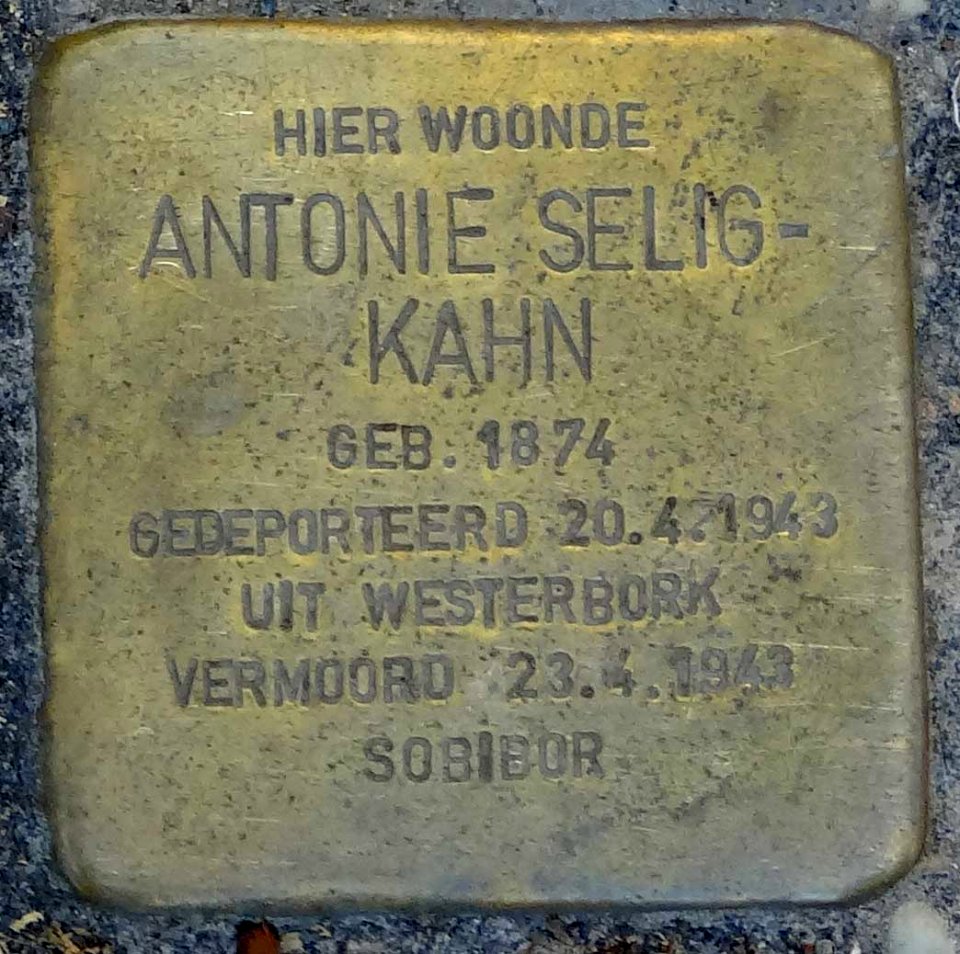 HIER WOONDE
ANTONIE SELIG-
KAHN
GEB. 1874
GEDEPORTEERD 20.4.1943
UIT WESTERBORK
VERMOORD 23.4.1943
SOBIBOR